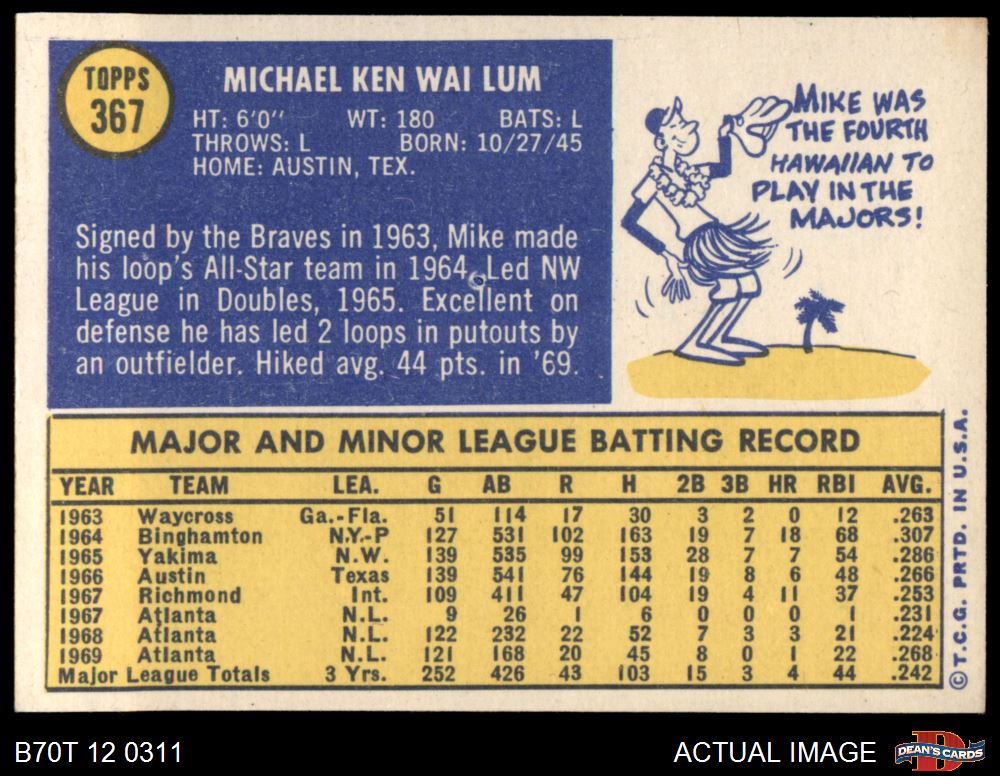 TOPPS
367
MICHAEL KEN WAI LUM
HT: 6'0" WT: 180 BATS: L
THROWS: L BORN: 10/27/45
HOME: AUSTIN, TEX.
Signed by the Braves in 1963, Mike made
his loop's All-Star team in 1964. Led NW
League in Doubles, 1965. Excellent on
defense he has led 2 loops in putouts by
an outfielder. Hiked avg. 44 pts. in '69.
MIKE WAS
THE FOURTH
HAWAIIAN TO
PLAY IN THE
MAJORS!
MAJOR AND MINOR LEAGUE BATTING RECORD
YEAR TEAM LEA. G AB R H 2B 3B HR RBI AVG.
1963 Waycross Ga.-Fla. 51 114 17 30 3 2 0 12 .263
1964 Binghamton N.Y.-P 127 531 102 163 19 7 18 68 .307
1965 Yakima N.W. 139 535 99 153 28 7 7 54 .286
1966 Austin Texas 139 541 76 144 19 8 6 48 .266
1967 Richmond Int. 109 411 47 104 19 4 11 37 .253
1967 Atlanta N.L. 9 26 1 6 0 0 0 1 .231
1968 Atlanta N.L. 122 232 22 52 7 3 3 21 .224
1969 Atlanta N.L. 121 168 20 45 8 0 1 22 .268
Major League Totals 3 Yrs. 252 426 43 103 15 3 4 44 .242
© T.C.G. PRTD. IN U.S.A.
B70T 12 0311
ACTUAL IMAGE
DEAN'S CARDS